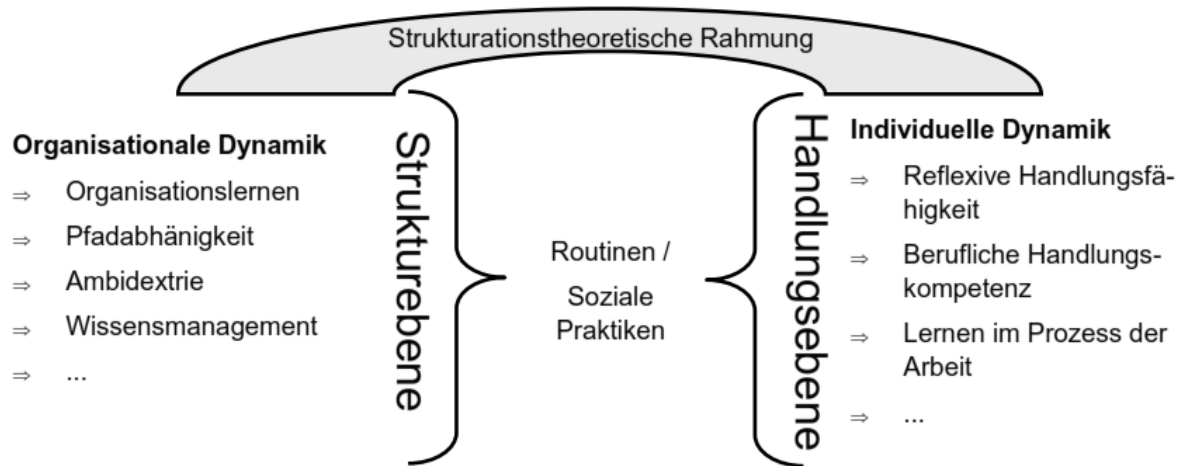 Strukturationstheoretische Rahmung
Organisationale Dynamik
⇒ Organisationslernen
⇒ Pfadabhänigkeit
⇒ Ambidextrie
⇒ Wissensmanagement
⇒ ...
Strukturebene
Routinen /
Soziale
Praktiken
Handlungsebene
Individuelle Dynamik
⇒ Reflexive Handlungsfä-
higkeit
⇒ Berufliche Handlungs-
kompetenz
⇒ Lernen im Prozess der
Arbeit
⇒ ...